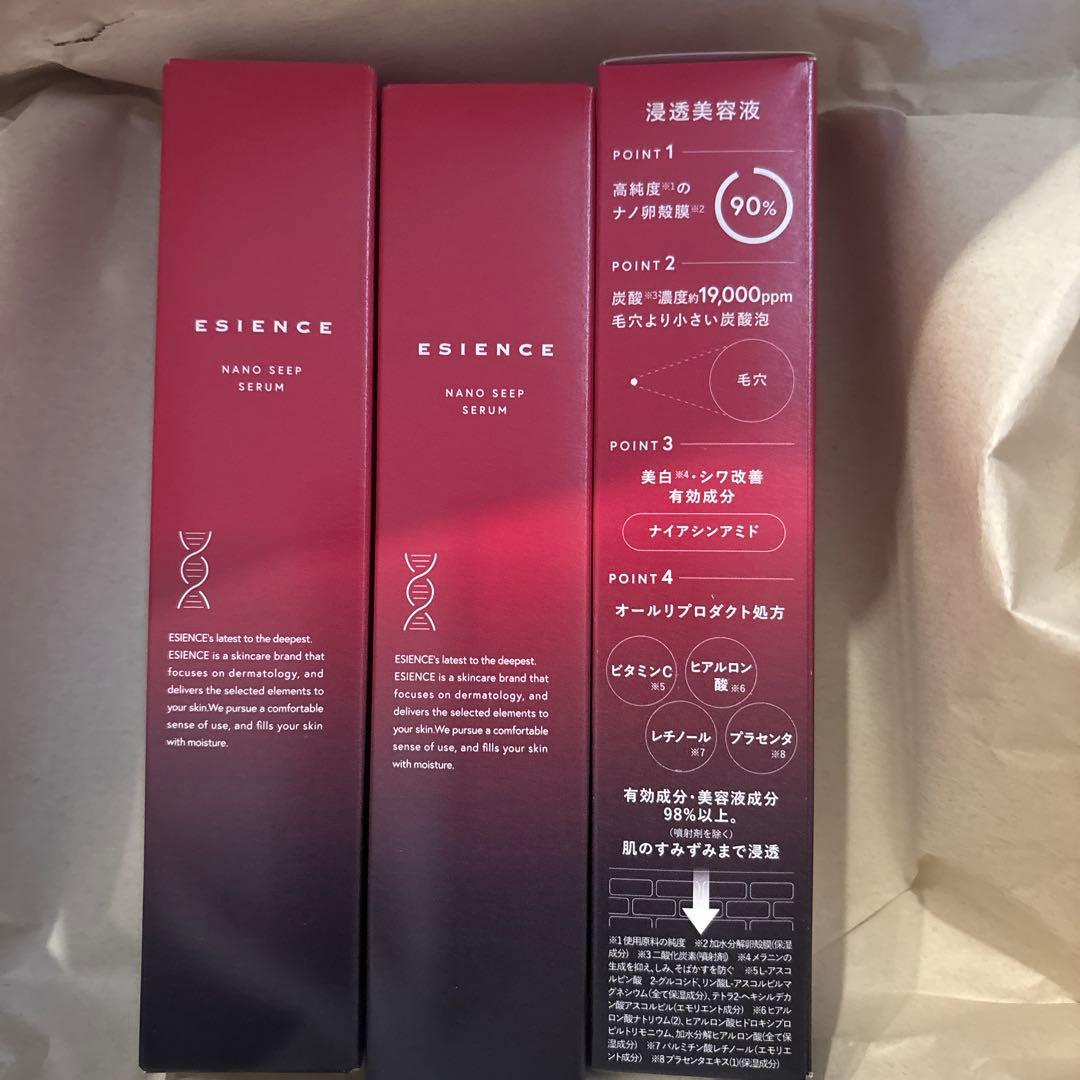 ESIENCE
NANO SEEP
SERUM
ESIENCE's latest to the deepest.
ESIENCE is a skincare brand that
focuses on dermatology, and
delivers the selected elements to
your skin.We pursue a comfortable
sense of use, and fills your skin
with moisture.
ESIENCE
NANO SEEP
SERUM
ESIENCE's latest to the deepest.
ESIENCE is a skincare brand that
focuses on dermatology, and
delivers the selected elements to
your skin.We pursue a comfortable
sense of use, and fills your skin
with moisture.
浸透美容液
POINT 1
高純度※1の
ナノ卵殻膜※2
90%
POINT 2
炭酸※3濃度約19,000ppm
毛穴より小さい炭酸泡
毛穴
POINT 3
美白※4・シワ改善
有効成分
ナイアシンアミド
POINT 4
オールリプロダクト処方
ビタミンC
※5
ヒアルロン
酸※6
レチノール
※7
プラセンタ
※8
有効成分・美容液成分
98%以上。
(噴射剤を除く)
肌のすみずみまで浸透
※1使用原料の純度 ※2加水分解卵殻膜(保湿
成分) ※3二酸化炭素(噴射剤) ※4メラニンの
生成を抑え、しみ、そばかすを防ぐ ※5L-アスコ
ルビン酸 2-グルコシド、リン酸L-アスコルビルマ
グネシウム(全て保湿成分)、テトラ2-ヘキシルデカ
ン酸アスコルビル(エモリエント成分) ※6ヒアル
ロン酸ナトリウム(2)、ヒアルロン酸ヒドロキシプロ
ピルトリモニウム、加水分解ヒアルロン酸(全て保
湿成分) ※7パルミチン酸レチノール(エモリエ
ント成分) ※8プラセンタエキス(1)(保湿成分)